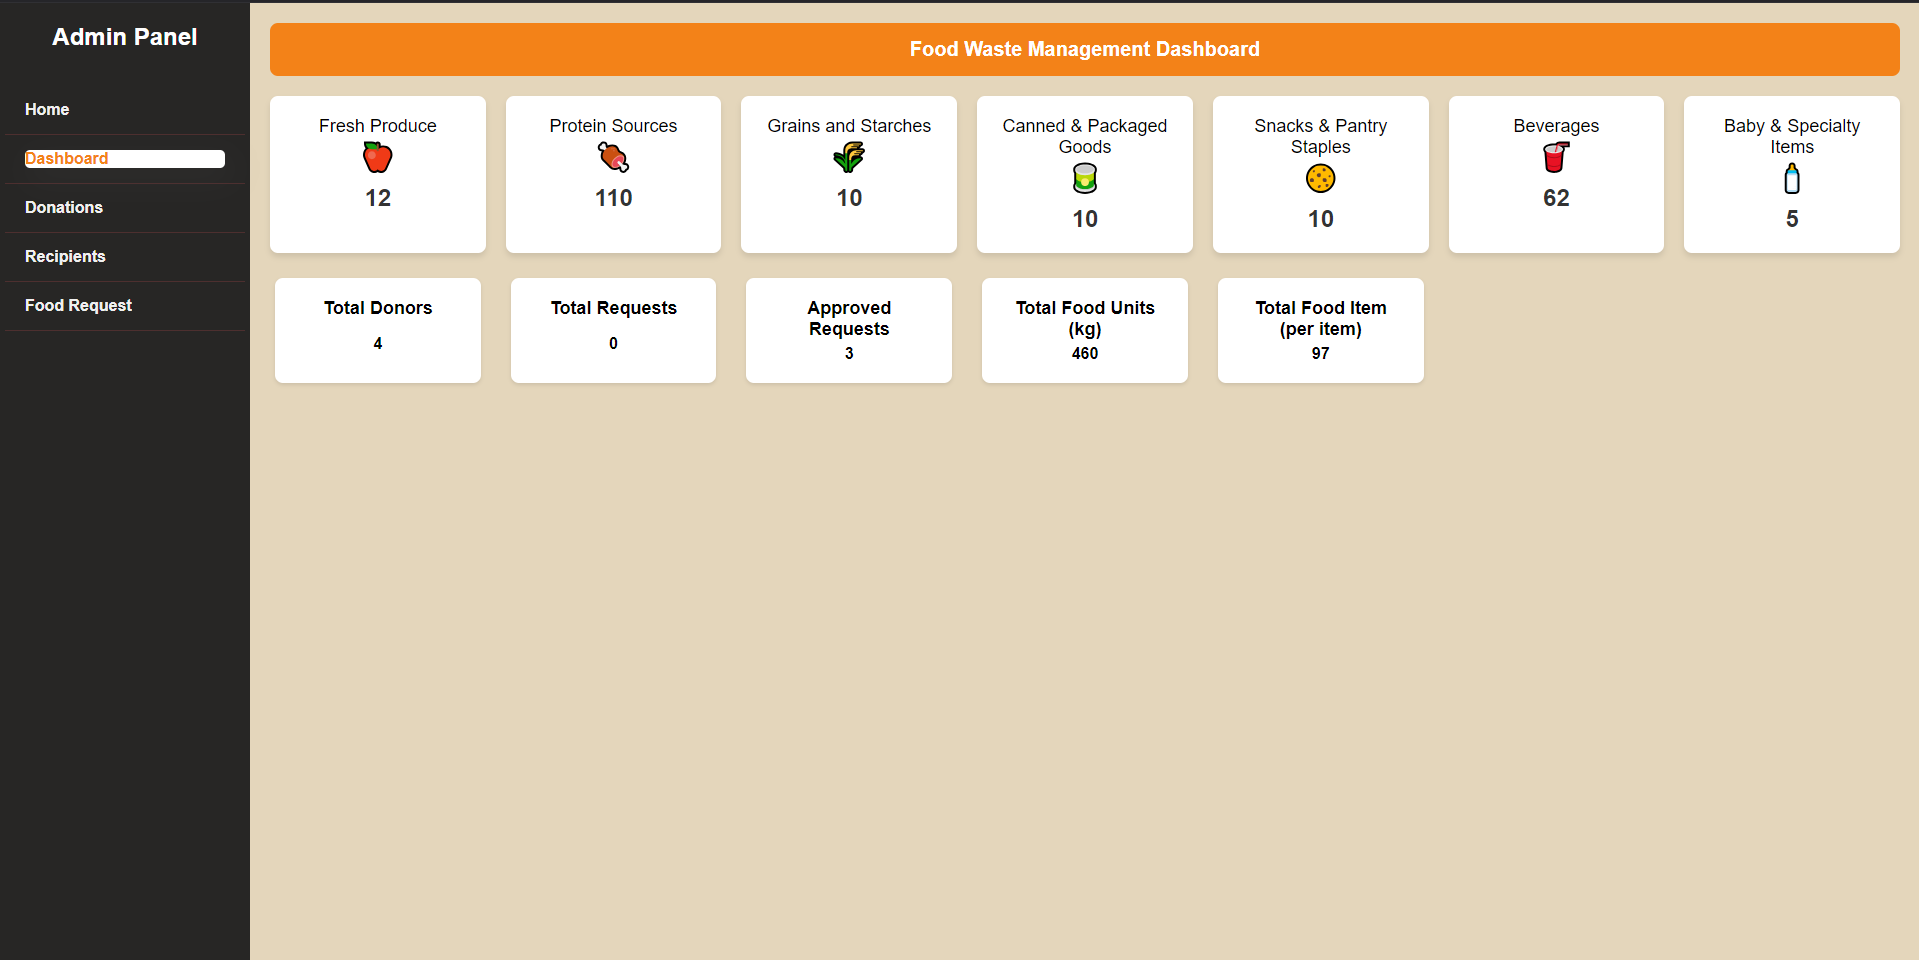 Admin Panel
Home
Dashboard
Donations
Recipients
Food Request
Food Waste Management Dashboard
Fresh Produce
12
Protein Sources
110
Grains and Starches
10
Canned & Packaged
Goods
10
Snacks & Pantry
Staples
10
Beverages
62
Baby & Specialty
Items
5
Total Donors
4
Total Requests
0
Approved
Requests
3
Total Food Units
(kg)
460
Total Food Item
(per item)
97